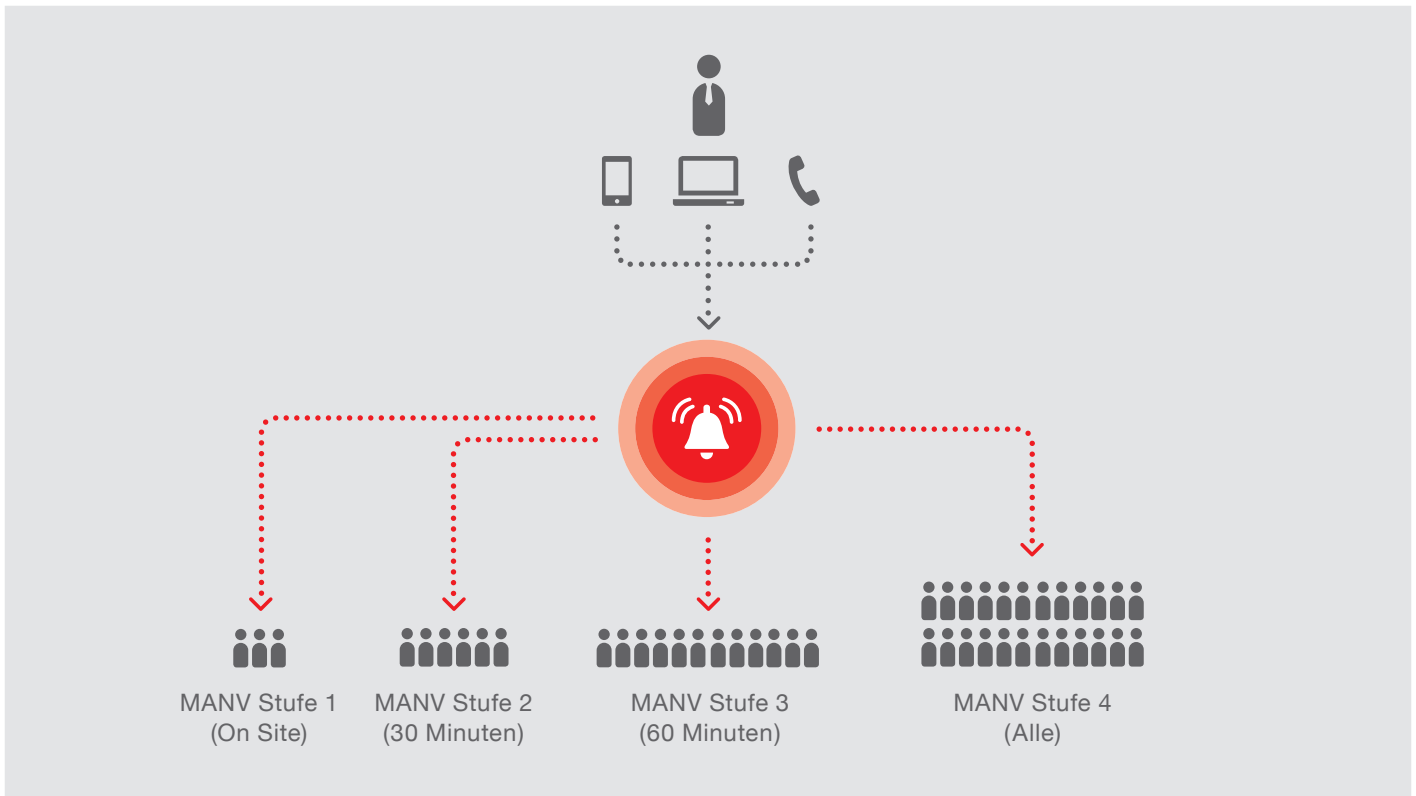 MANV Stufe 1
(On Site)
MANV Stufe 2
(30 Minuten)
MANV Stufe 3
(60 Minuten)
MANV Stufe 4
(Alle)